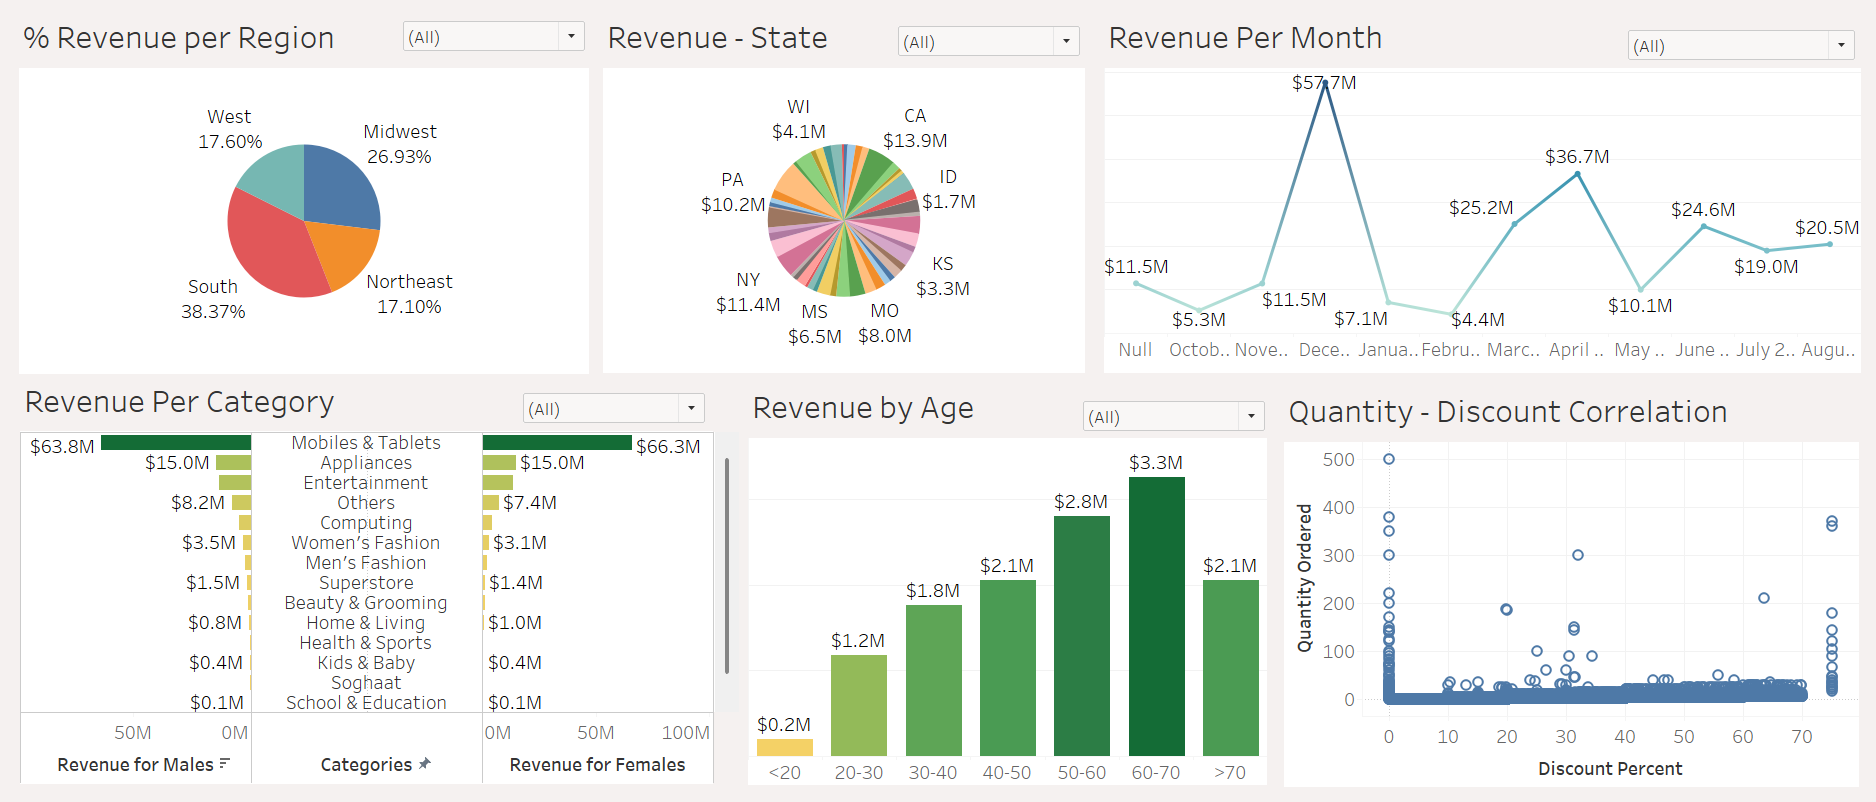 % Revenue per Region
(All)
West
17.60%
Midwest
26.93%
South
38.37%
Northeast
17.10%
Revenue - State
(All)
WI
$4.1M
CA
$13.9M
PA
$10.2M
ID
$1.7M
NY
$11.4M
KS
$3.3M
MS
$6.5M
MO
$8.0M
Revenue Per Month
(All)
$57.7M
$36.7M
$25.2M
$24.6M
$20.5M
$11.5M
$19.0M
$11.5M
$10.1M
$5.3M
$7.1M
$4.4M
Null Octob.. Nove.. Dece.. Janua.. Febru.. Marc.. April .. May .. June .. July 2.. Augu..
Revenue Per Category
(All)
$63.8M Mobiles & Tablets $66.3M
$15.0M Appliances $15.0M
Entertainment
$8.2M Others $7.4M
Computing
$3.5M Women's Fashion $3.1M
Men's Fashion
$1.5M Superstore $1.4M
Beauty & Grooming
$0.8M Home & Living $1.0M
Health & Sports
$0.4M Kids & Baby $0.4M
Soghaat
$0.1M School & Education $0.1M
50M 0M 0M 50M 100M
Revenue for Males Categories Revenue for Females
Revenue by Age
(All)
$3.3M
$2.8M
$2.1M $2.1M
$1.8M
$1.2M
$0.2M
<20 20-30 30-40 40-50 50-60 60-70 >70
Quantity - Discount Correlation
Quantity Ordered
500
400
300
200
100
0
0 10 20 30 40 50 60 70
Discount Percent